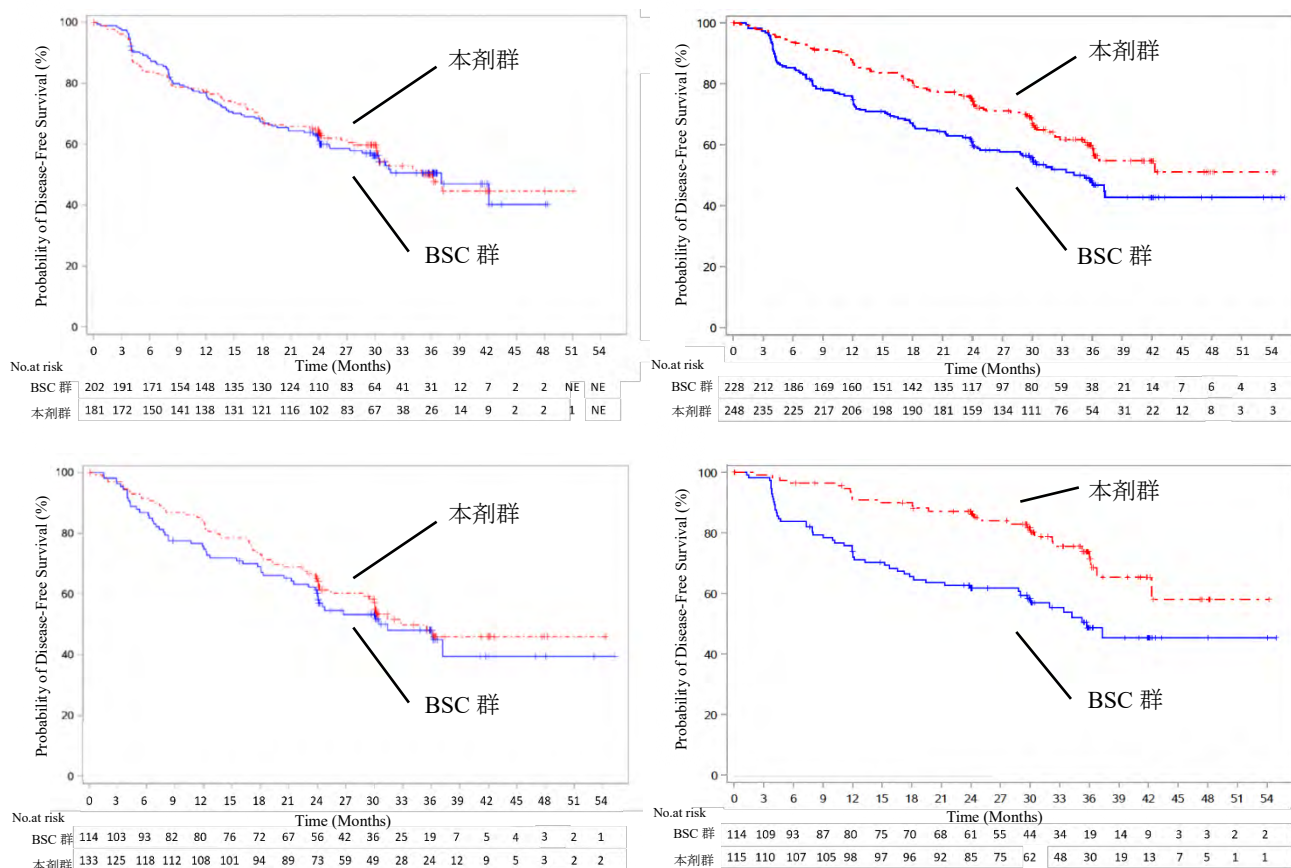 Probability of Disease-Free Survival (%)
100
80
60
40
20
0
本剤群
BSC 群
0 3 6 9 12 15 18 21 24 27 30 33 36 39 42 45 48 51 54
Time (Months)
No.at risk
BSC 群 202 191 171 154 148 135 130 124 110 83 64 41 31 12 7 2 2 NE NE
本剤群 181 172 150 141 138 131 121 116 102 83 67 38 26 14 9 2 2 1 NE
Probability of Disease-Free Survival (%)
100
80
60
40
20
0
本剤群
BSC 群
0 3 6 9 12 15 18 21 24 27 30 33 36 39 42 45 48 51 54
Time (Months)
No.at risk
BSC 群 228 212 186 169 160 151 142 135 117 97 80 59 38 21 14 7 6 4 3
本剤群 248 235 225 217 206 198 190 181 159 134 111 76 54 31 22 12 8 3 3
Probability of Disease-Free Survival (%)
100
80
60
40
20
0
本剤群
BSC 群
0 3 6 9 12 15 18 21 24 27 30 33 36 39 42 45 48 51 54
Time (Months)
No.at risk
BSC 群 114 103 93 82 80 76 72 67 56 42 36 25 19 7 5 4 3 2 1
本剤群 133 125 118 112 108 101 94 89 73 59 49 28 24 12 9 5 3 2 2
Probability of Disease-Free Survival (%)
100
80
60
40
20
0
本剤群
BSC 群
0 3 6 9 12 15 18 21 24 27 30 33 36 39 42 45 48 51 54
Time (Months)
No.at risk
BSC 群 114 109 93 87 80 75 70 68 61 55 44 34 19 14 9 3 3 2 2
本剤群 115 110 107 105 98 97 96 92 85 75 62 48 30 19 13 7 5 1 1